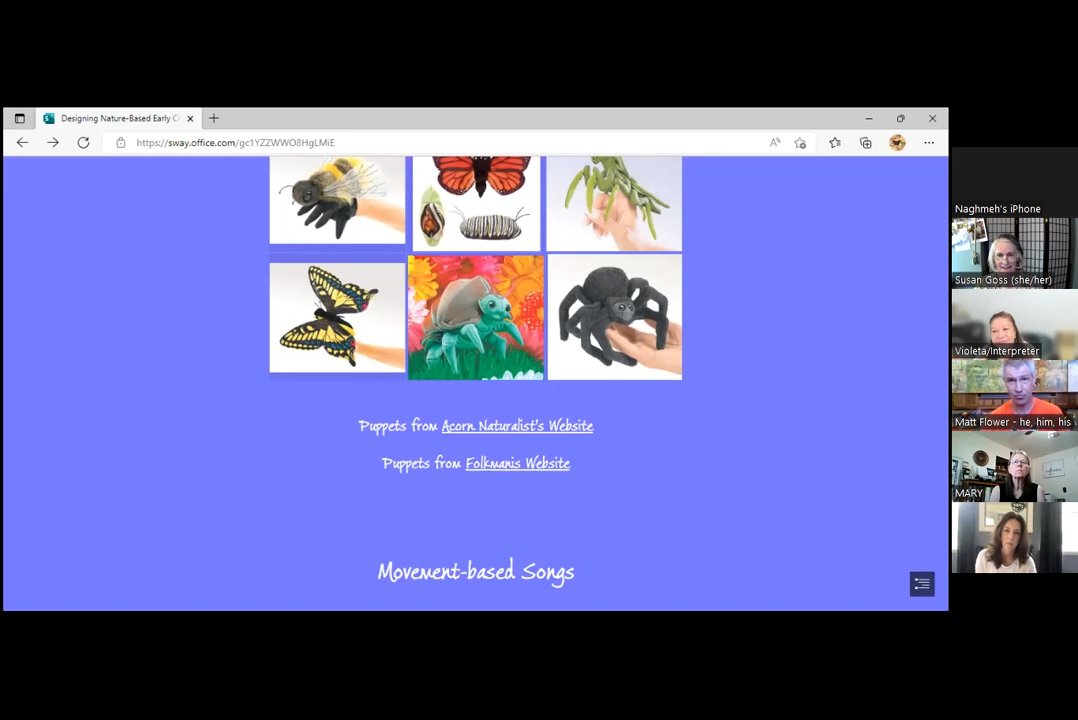 Designing Nature-Based Early C
https://sway.office.com/gc1YZZWWO8HgLMiE
Naghmeh's iPhone
Susan Goss (she/her)
Violeta/Interpreter
Matt Flower - he, him, his
MARY
Puppets from Acorn Naturalist's Website
Puppets from Folkmanis Website
Movement-based Songs